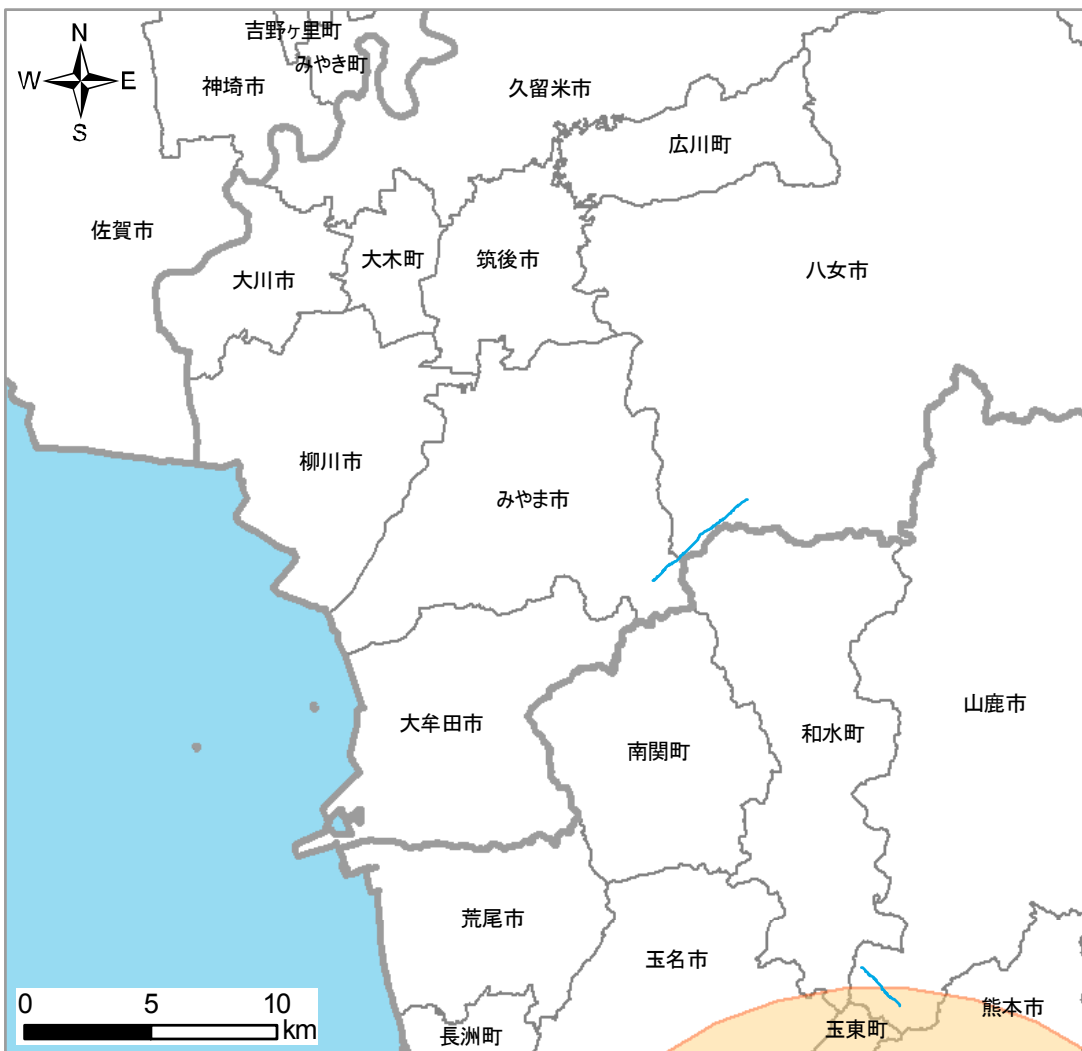 吉野ヶ里町
N
みやき町
W
E
神埼市
久留米市
S
広川町
佐賀市
大木町
筑後市
八女市
大川市
柳川市
みやま市
山鹿市
大牟田市
和水町
南関町
荒尾市
玉名市
0 5 10
km
熊本市
長洲町
玉東町